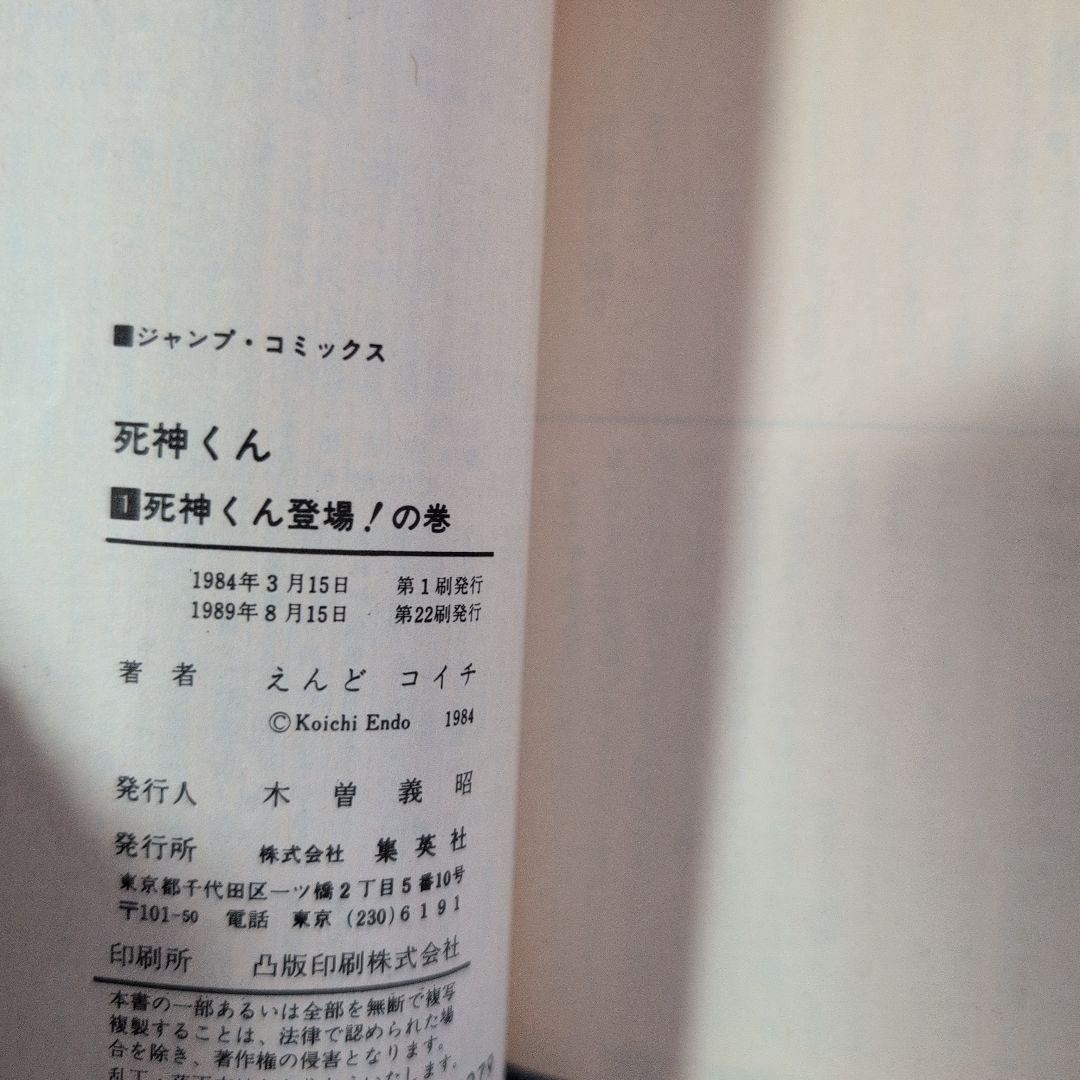 ■ジャンプ・コミックス
死神くん
1死神くん登場!の巻
1984年3月15日 第1刷発行
1989年8月15日 第22刷発行
著者 えんど コイチ
©Koichi Endo 1984
発行人 木曽義昭
発行所 株式会社 集英社
東京都千代田区一ツ橋2丁目5番10号
〒101-50 電話 東京(230)6191
印刷所 凸版印刷株式会社
本書の一部あるいは全部を無断で複写
複製することは、法律で認められた場
合を除き、著作権の侵害となります。